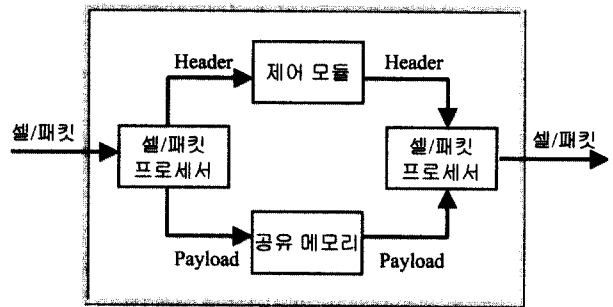 Header
제어 모듈
Header
셀/패킷
셀/패킷
프로세서
셀/패킷
프로세서
셀/패킷
Payload
공유 메모리
Payload